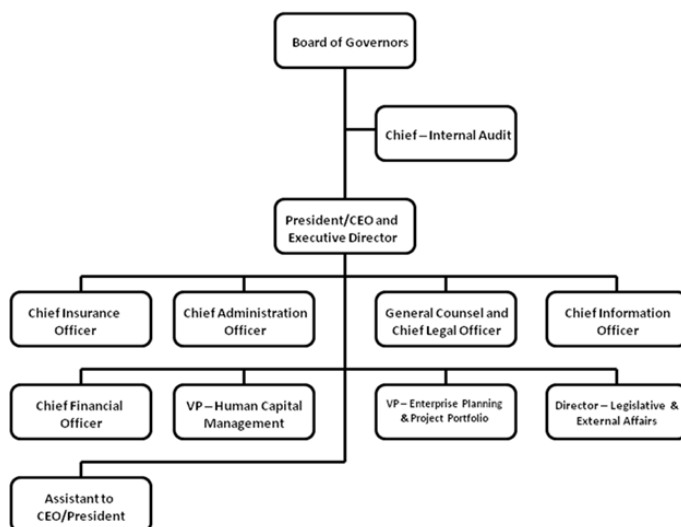 Board of Governors
Chief – Internal Audit
President/CEO and
Executive Director
Chief Insurance
Officer
Chief Administration
Officer
General Counsel and
Chief Legal Officer
Chief Information
Officer
Chief Financial
Officer
VP – Human Capital
Management
VP – Enterprise Planning
& Project Portfolio
Director – Legislative &
External Affairs
Assistant to
CEO/President